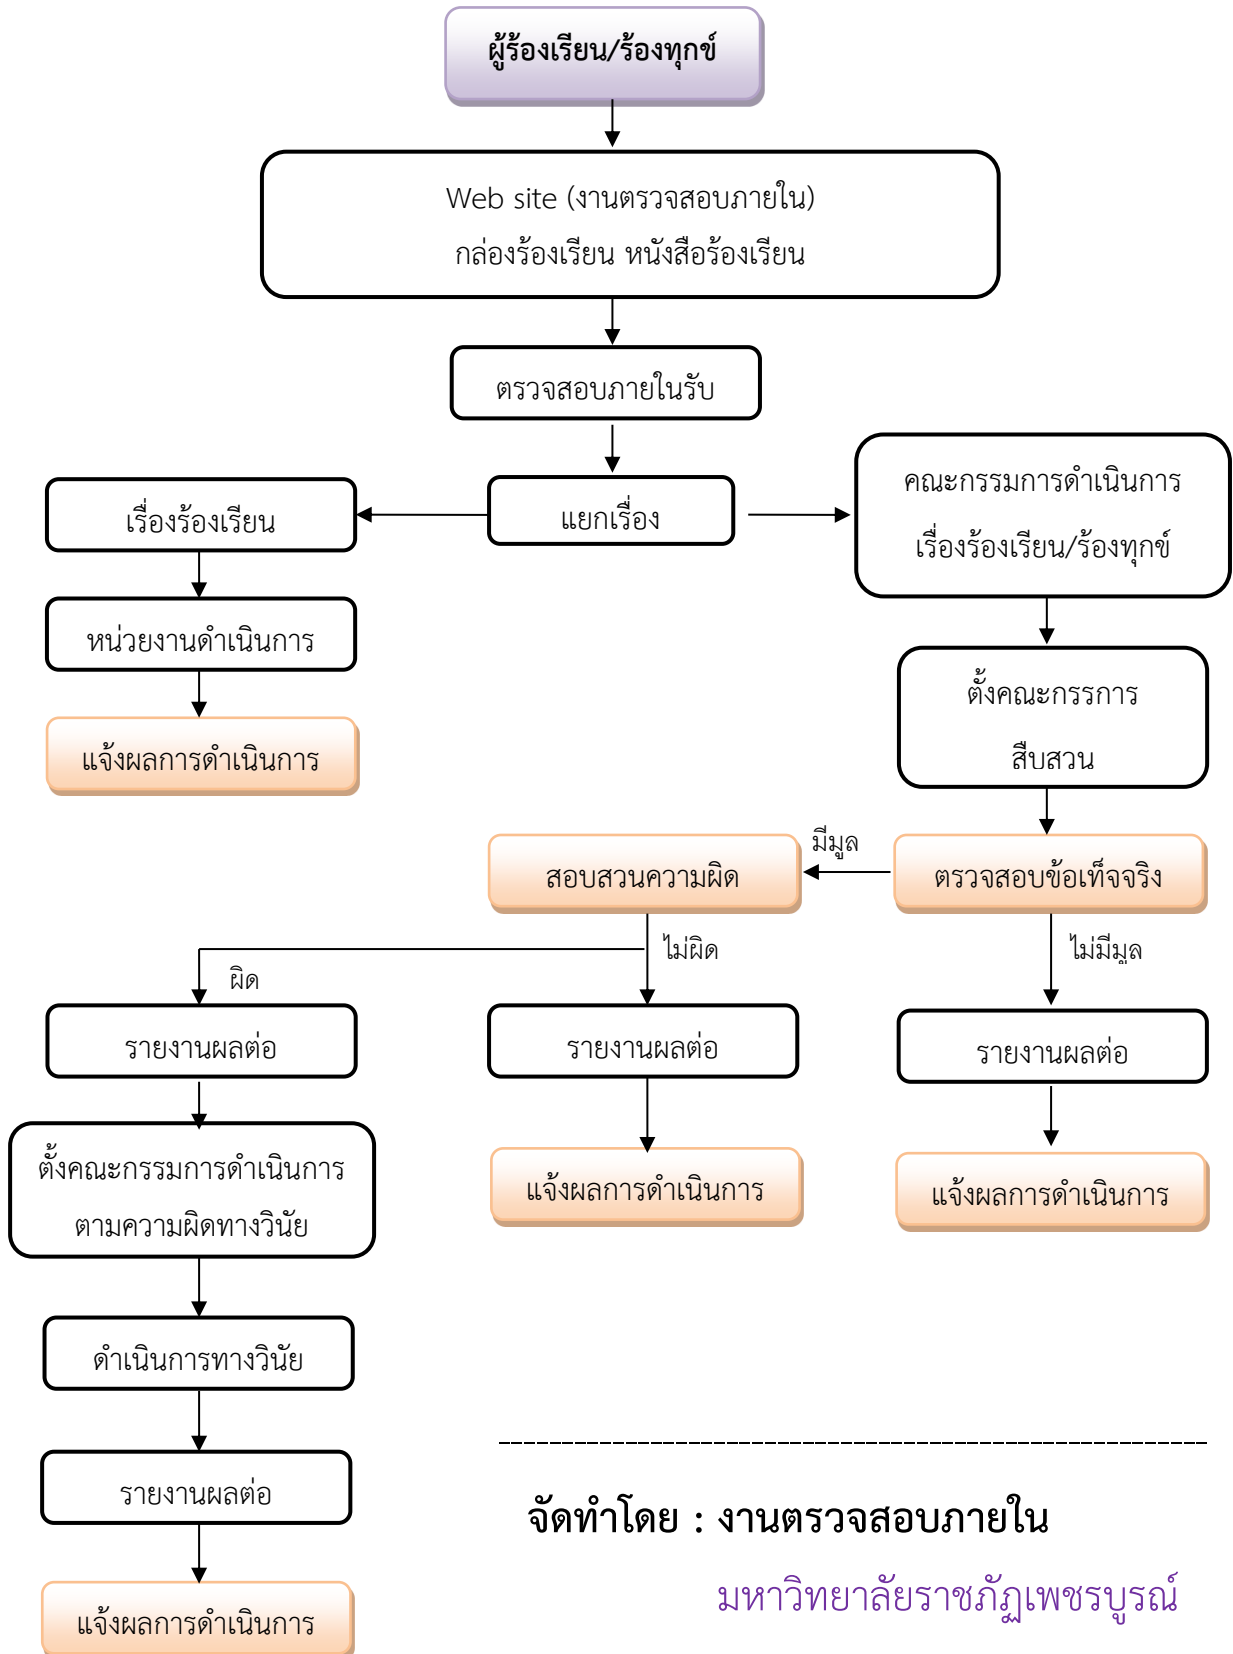 ผู้ร้องเรียน/ร้องทุกข์
Web site (งานตรวจสอบภายใน)
กล่องร้องเรียน หนังสือร้องเรียน
ตรวจสอบภายในรับ
แยกเรื่อง
เรื่องร้องเรียน
หน่วยงานดำเนินการ
แจ้งผลการดำเนินการ
คณะกรรมการดำเนินการ
เรื่องร้องเรียน/ร้องทุกข์
ตั้งคณะกรรการ
สืบสวน
ตรวจสอบข้อเท็จจริง
มีมูล
สอบสวนความผิด
ไม่มีมูล
ไม่ผิด
ผิด
รายงานผลต่อ
รายงานผลต่อ
รายงานผลต่อ
ตั้งคณะกรรมการดำเนินการ
ตามความผิดทางวินัย
แจ้งผลการดำเนินการ
แจ้งผลการดำเนินการ
ดำเนินการทางวินัย
รายงานผลต่อ
แจ้งผลการดำเนินการ
จัดทำโดย : งานตรวจสอบภายใน
มหาวิทยาลัยราชภัฏเพชรบูรณ์